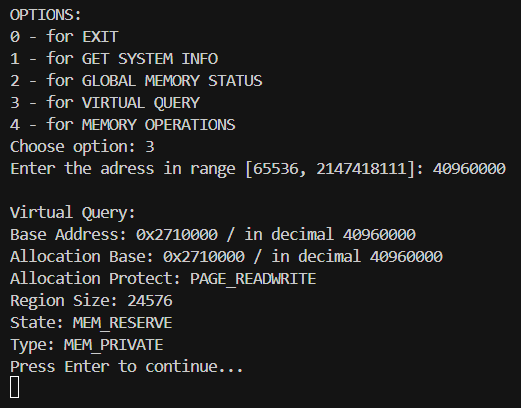 OPTIONS:
0 - for EXIT
1 - for GET SYSTEM INFO
2 - for GLOBAL MEMORY STATUS
3 - for VIRTUAL QUERY
4 - for MEMORY OPERATIONS
Choose option: 3
Enter the adress in range [65536, 2147418111]: 40960000

Virtual Query:
Base Address: 0x2710000 / in decimal 40960000
Allocation Base: 0x2710000 / in decimal 40960000
Allocation Protect: PAGE_READWRITE
Region Size: 24576
State: MEM_RESERVE
Type: MEM_PRIVATE
Press Enter to continue...